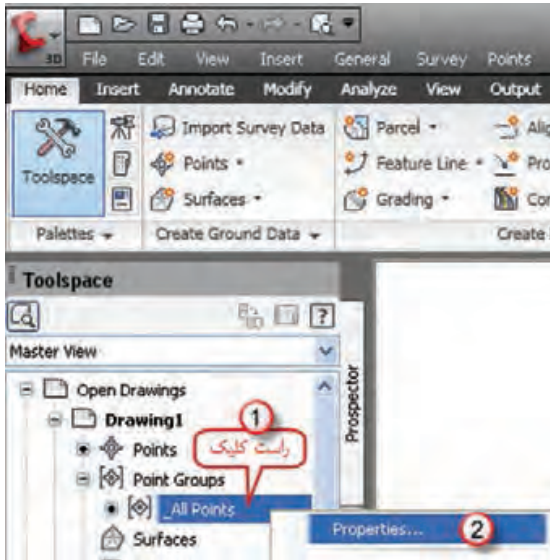 3D File Edit View Insert General Survey Points
Home Insert Annotate Modify Analyze View Output
Toolspace
Import Survey Data
Points
Surfaces
Parcel
Feature Line
Grading
Palettes
Create Ground Data
Create
Toolspace
Master View
Prospector
Open Drawings
Drawing1
Points
Point Groups
_All Points
Surfaces
1
راست کلیک
Properties...
2